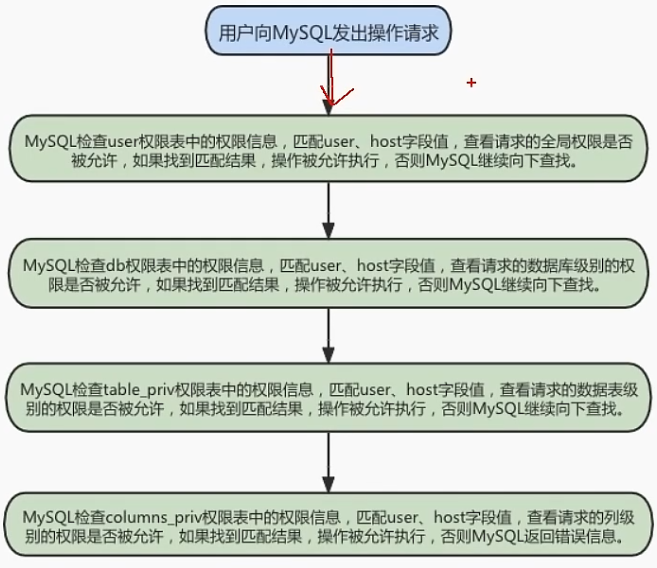 用户向MySQL发出操作请求
MySQL检查user权限表中的权限信息，匹配user、host字段值，查看请求的全局权限是否
被允许，如果找到匹配结果，操作被允许执行，否则MySQL继续向下查找。
MySQL检查db权限表中的权限信息，匹配user、host字段值，查看请求的数据库级别的权
限是否被允许，如果找到匹配结果，操作被允许执行，否则MySQL继续向下查找。
MySQL检查table_priv权限表中的权限信息，匹配user、host字段值，查看请求的数据表级
别的权限是否被允许，如果找到匹配结果，操作被允许执行，否则MySQL继续向下查找。
MySQL检查columns_priv权限表中的权限信息，匹配user、host字段值，查看请求的列级
别的权限是否被允许，如果找到匹配结果，操作被允许执行，否则MySQL返回错误信息。